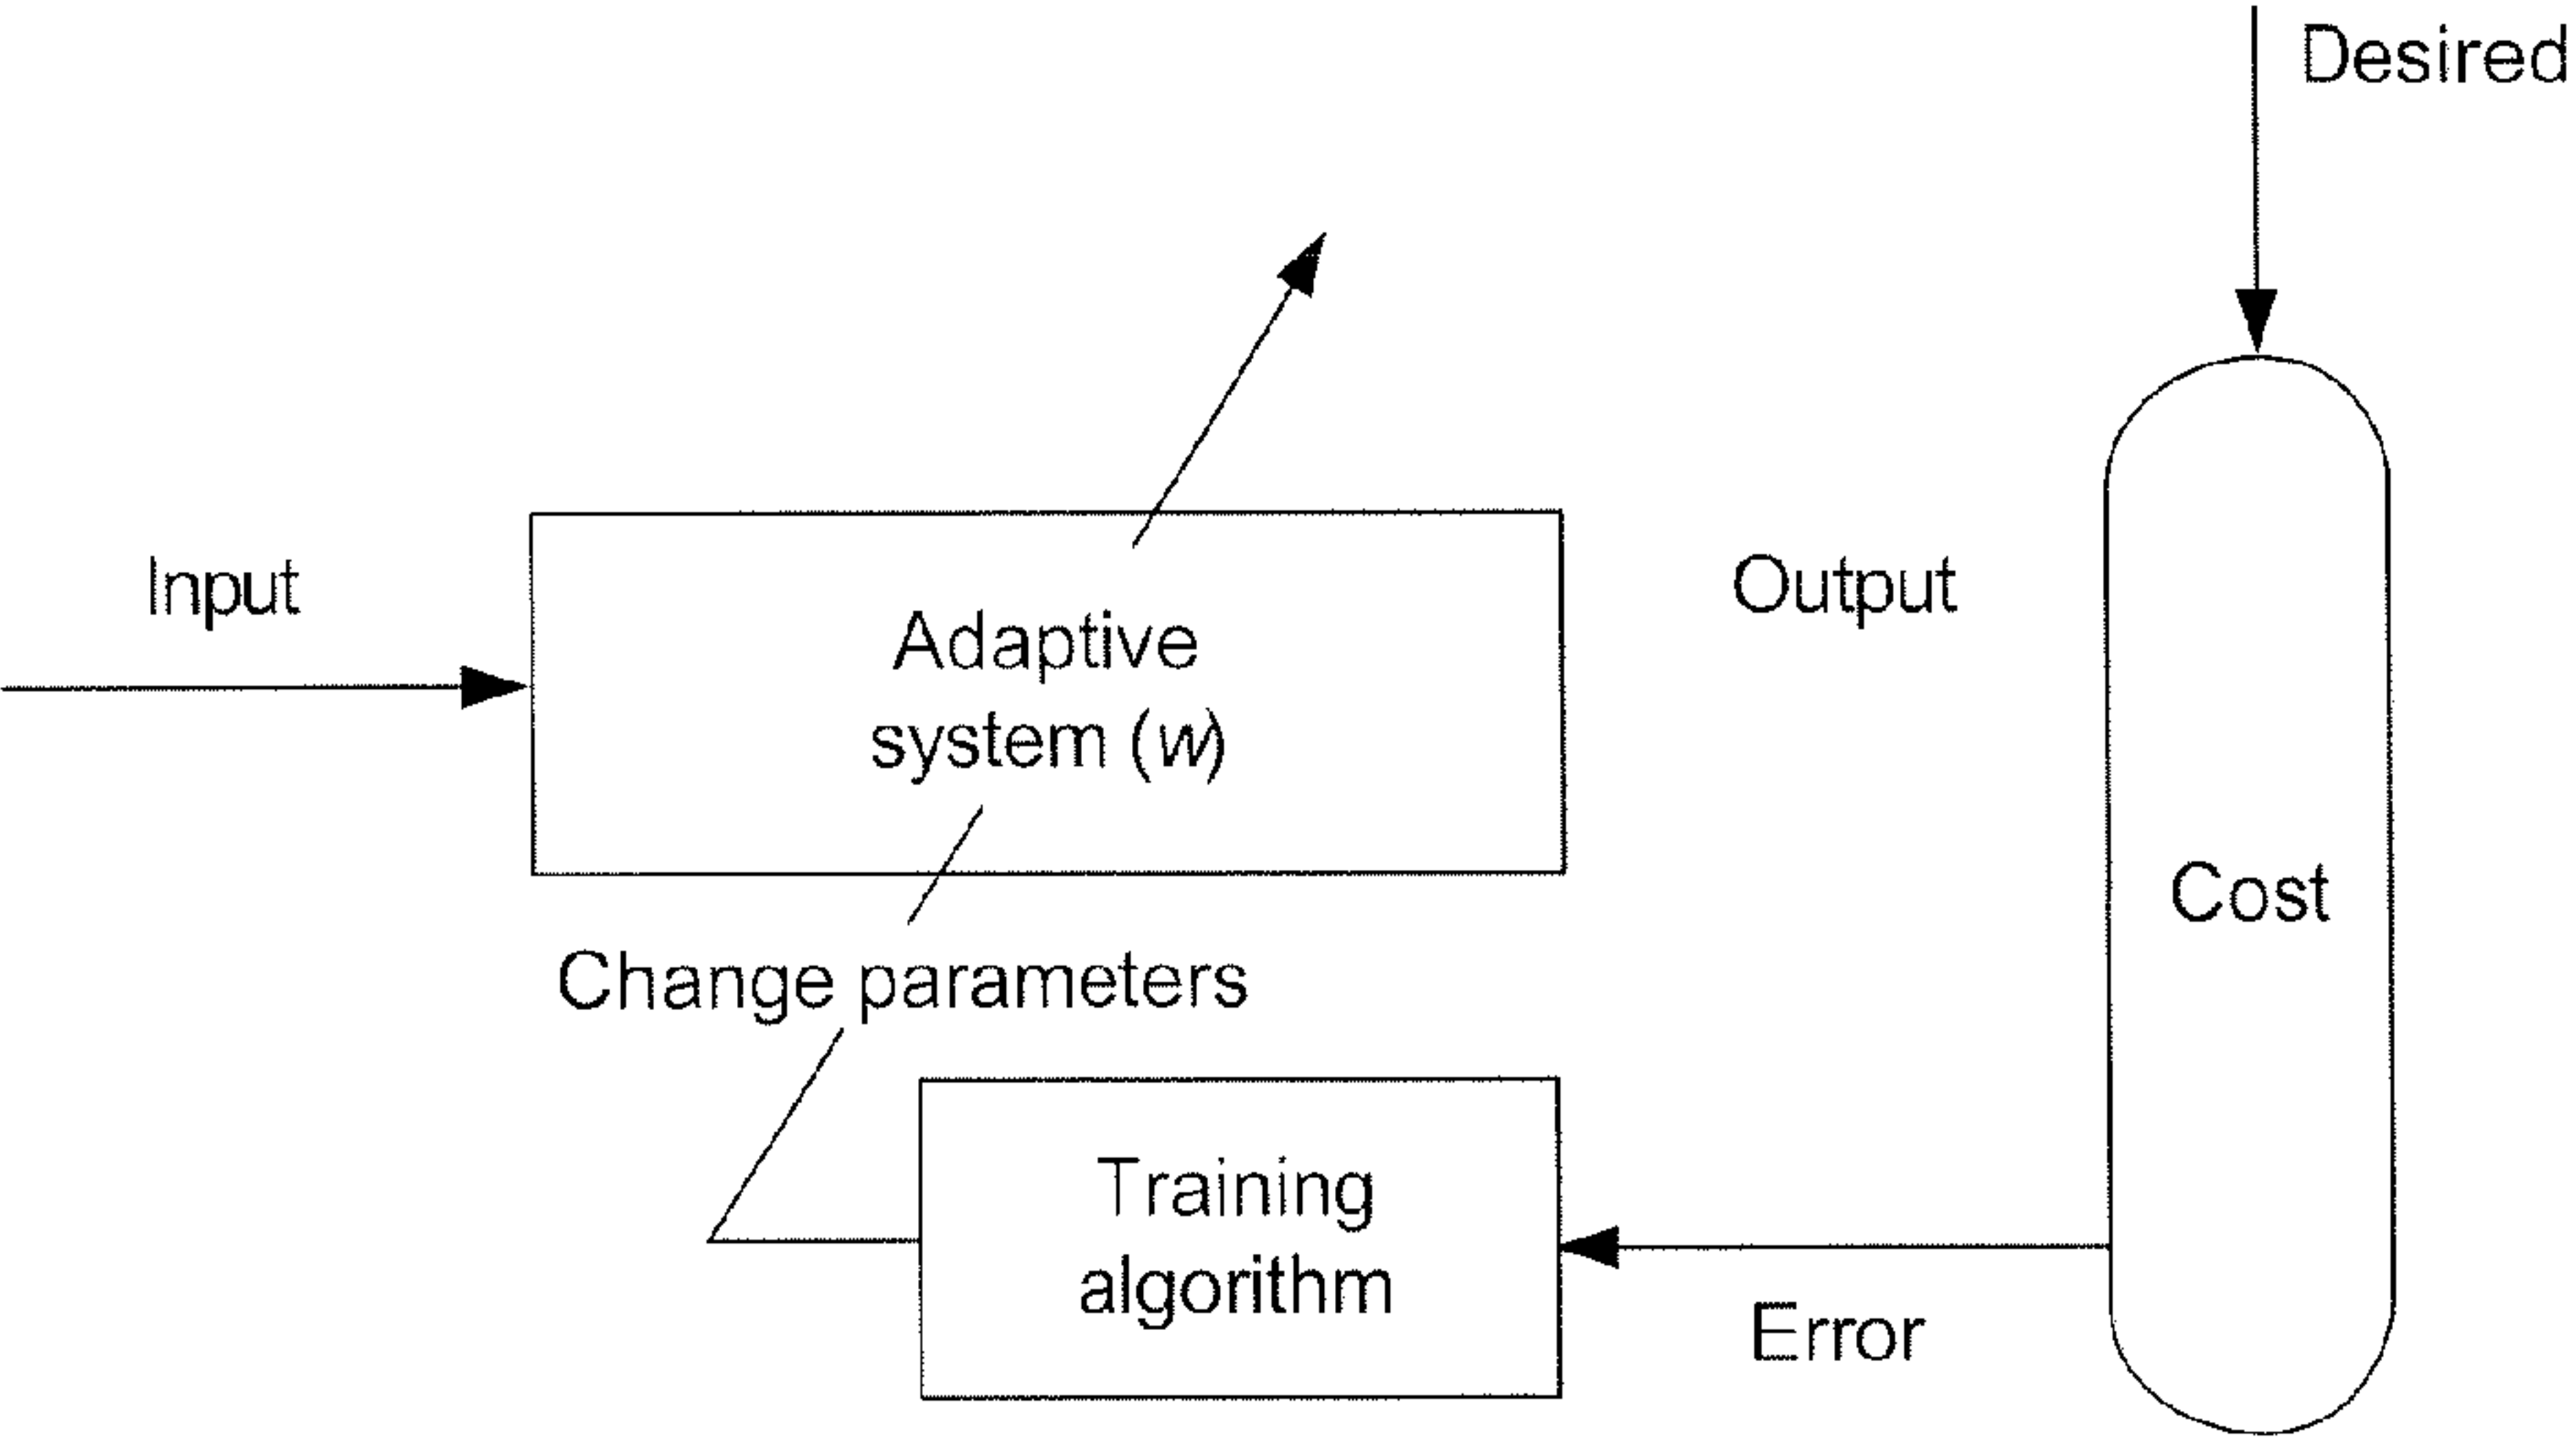 Desired
Input
Adaptive
system (w)
Output
Cost
Change parameters
Training
algorithm
Error